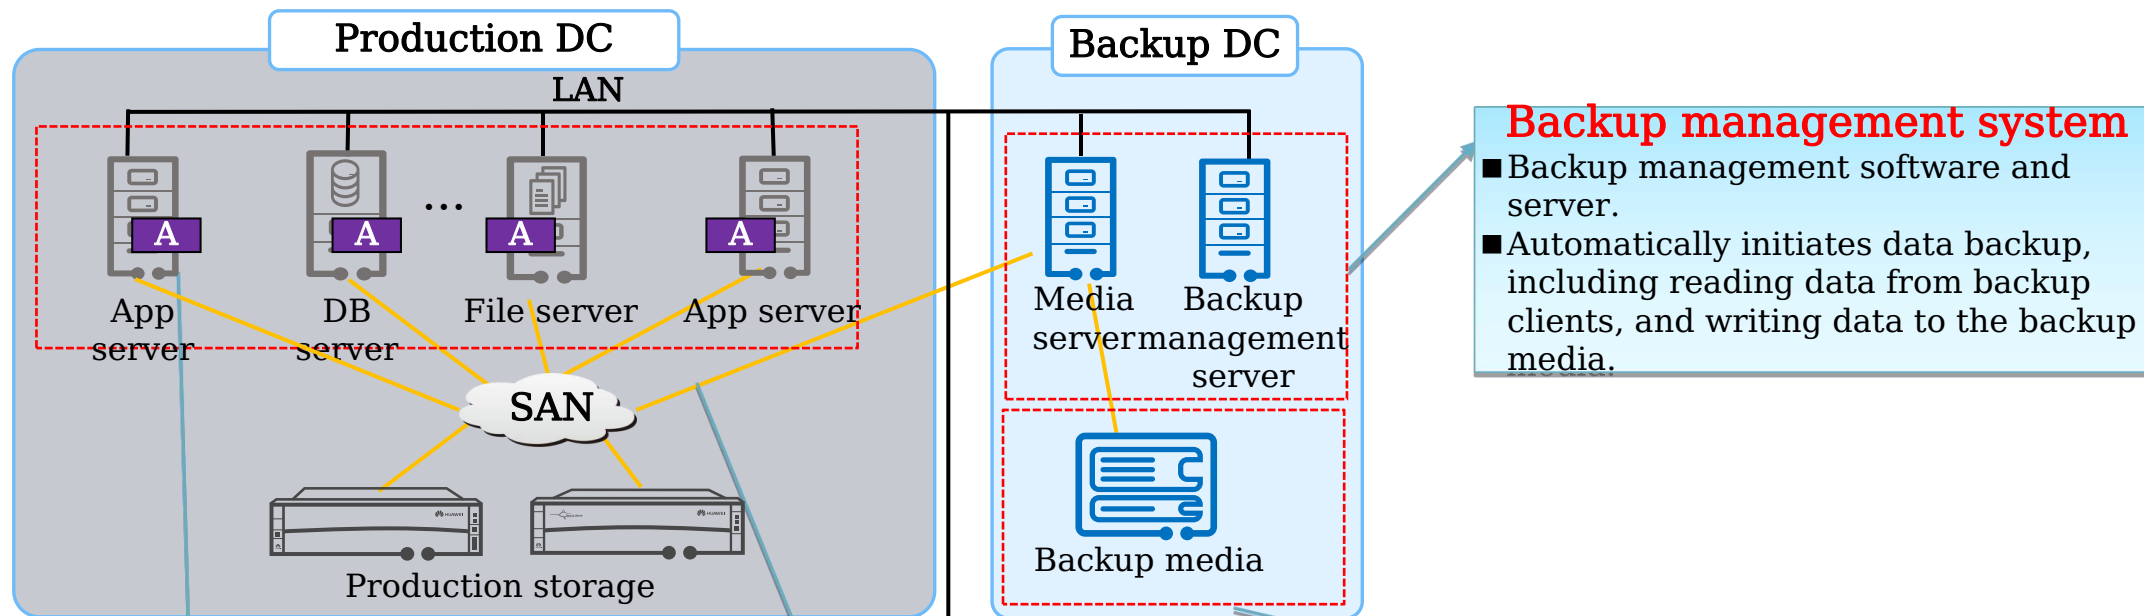 Production DC
Backup DC
LAN
A
A
...
A
A
App
server
DB
server
File server
App server
Media
server
Backup
management
server
SAN
HUAWEI
HUAWEI
Production storage
Backup media
Backup management system
■Backup management software and
server.
■Automatically initiates data backup,
including reading data from backup
clients, and writing data to the backup
media.